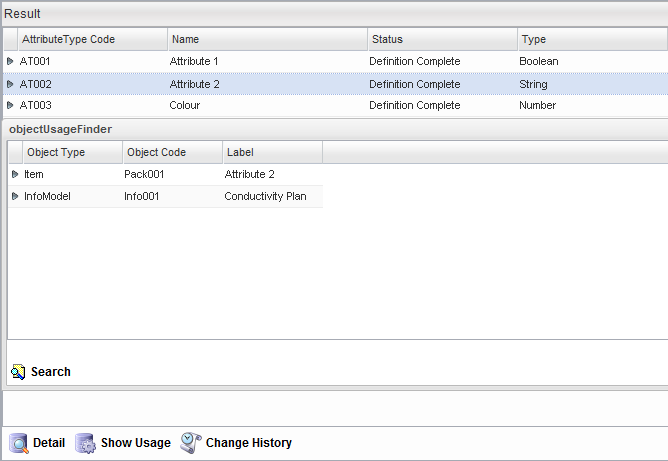 Result
AttributeType Code Name Status Type
AT001 Attribute 1 Definition Complete Boolean
AT002 Attribute 2 Definition Complete String
AT003 Colour Definition Complete Number
objectUsageFinder
Object Type Object Code Label
Item Pack001 Attribute 2
InfoModel Info001 Conductivity Plan
Search
Detail Show Usage Change History